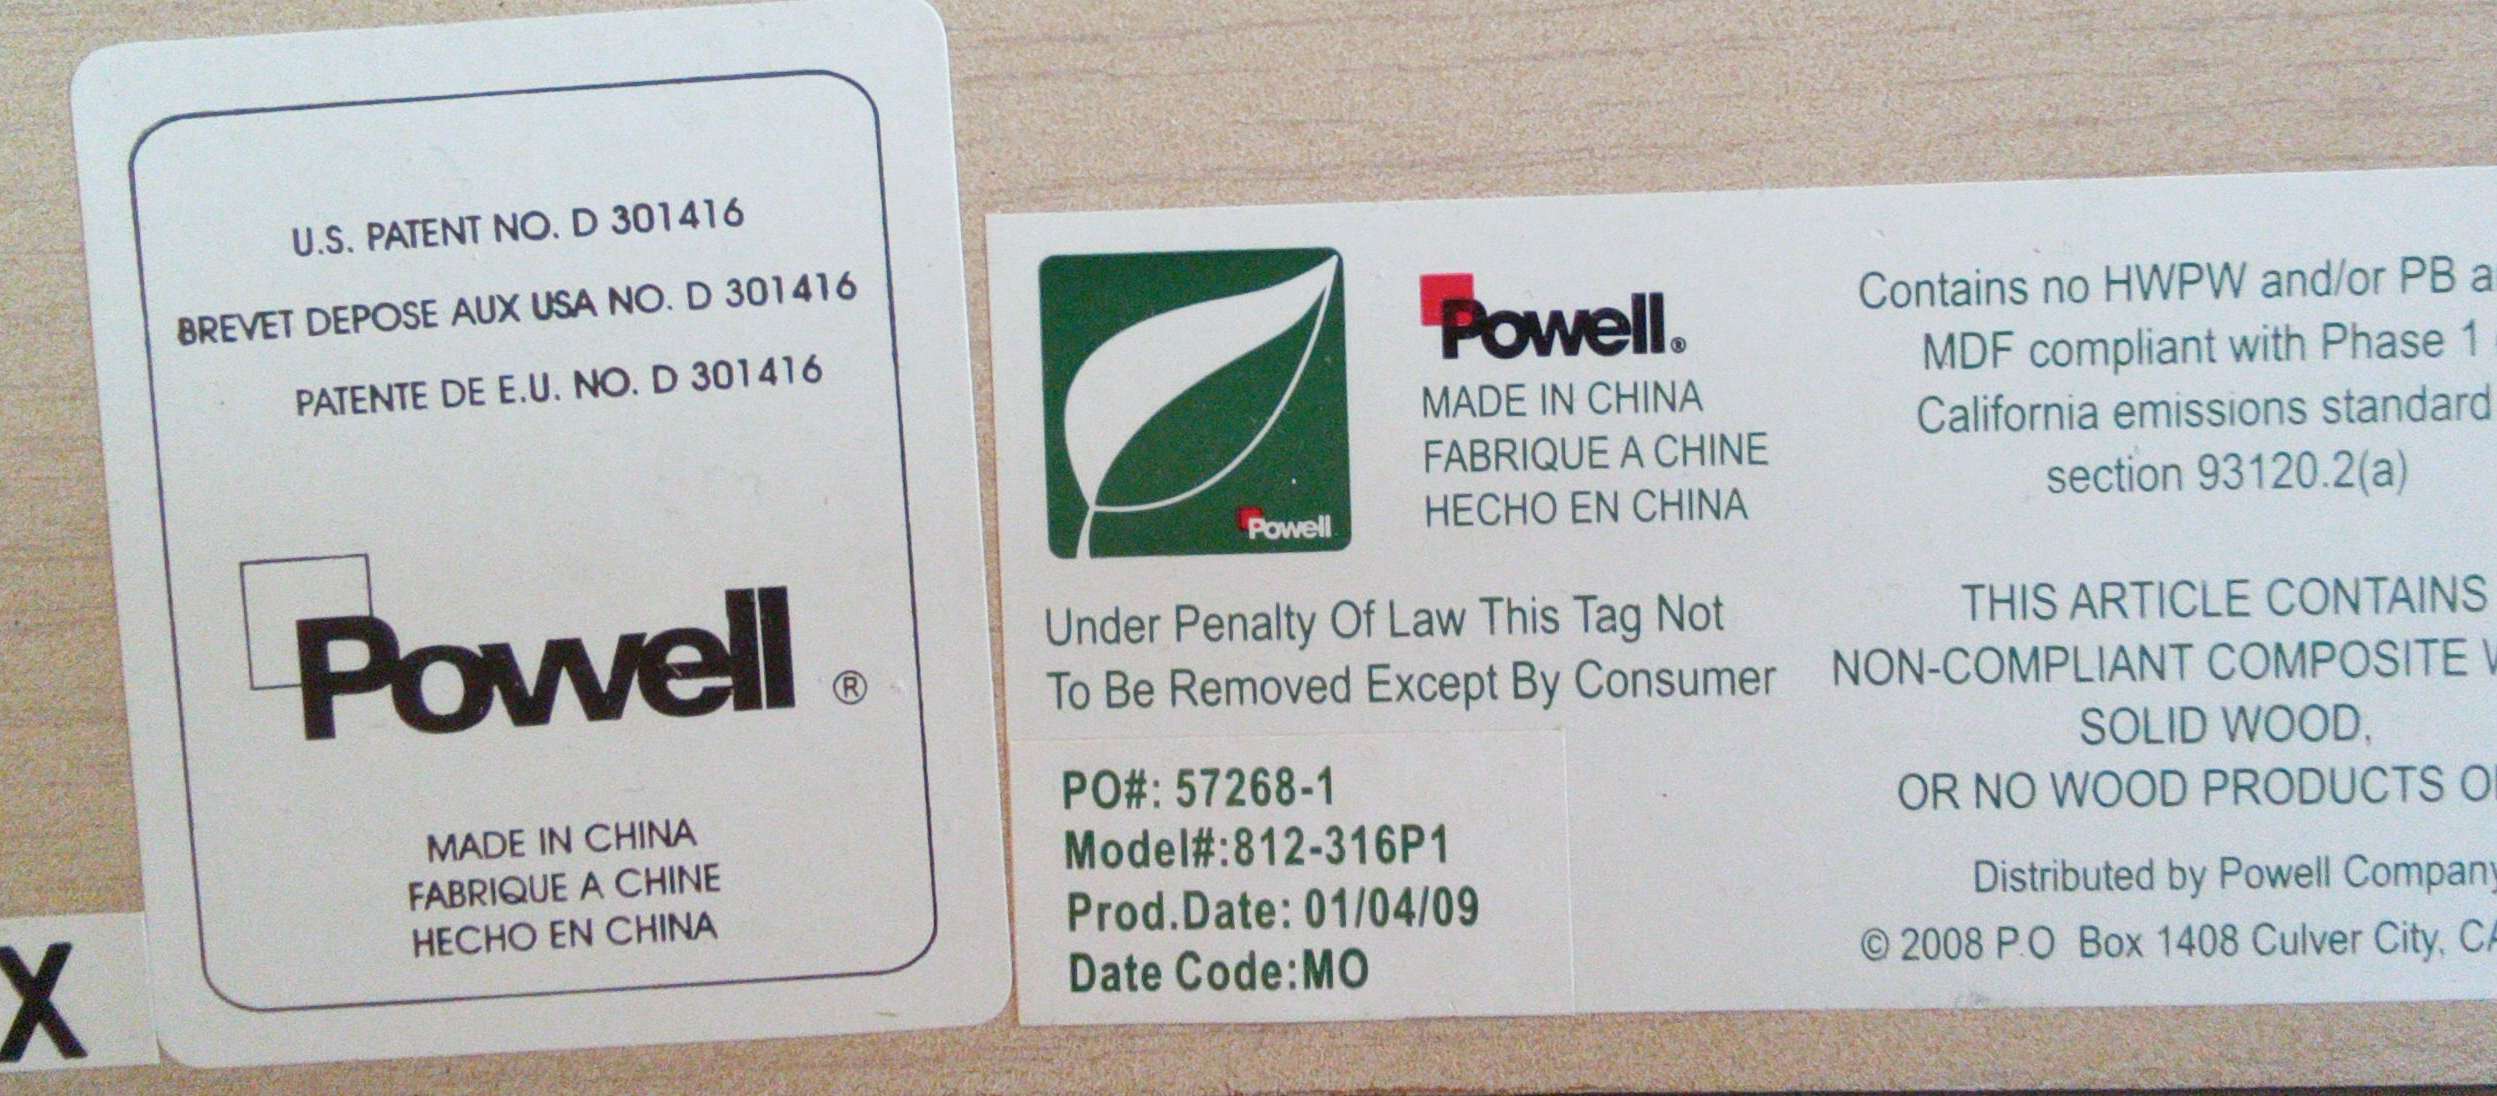 U.S. PATENT NO. D 301416
BREVET DEPOSE AUX USA NO. D 301416
PATENTE DE E.U. NO. D 301416
Powell ®
MADE IN CHINA
FABRIQUE A CHINE
HECHO EN CHINA
X
Powell
Powell®
MADE IN CHINA
FABRIQUE A CHINE
HECHO EN CHINA
Under Penalty Of Law This Tag Not
To Be Removed Except By Consumer
PO#: 57268-1
Model#:812-316P1
Prod.Date: 01/04/09
Date Code:MO
Contains no HWPW and/or PB
MDF compliant with Phase 1
California emissions standard
section 93120.2(a)
THIS ARTICLE CONTAINS
NON-COMPLIANT COMPOSITE
SOLID WOOD,
OR NO WOOD PRODUCTS
Distributed by Powell Company
© 2008 P.O Box 1408 Culver City, CA